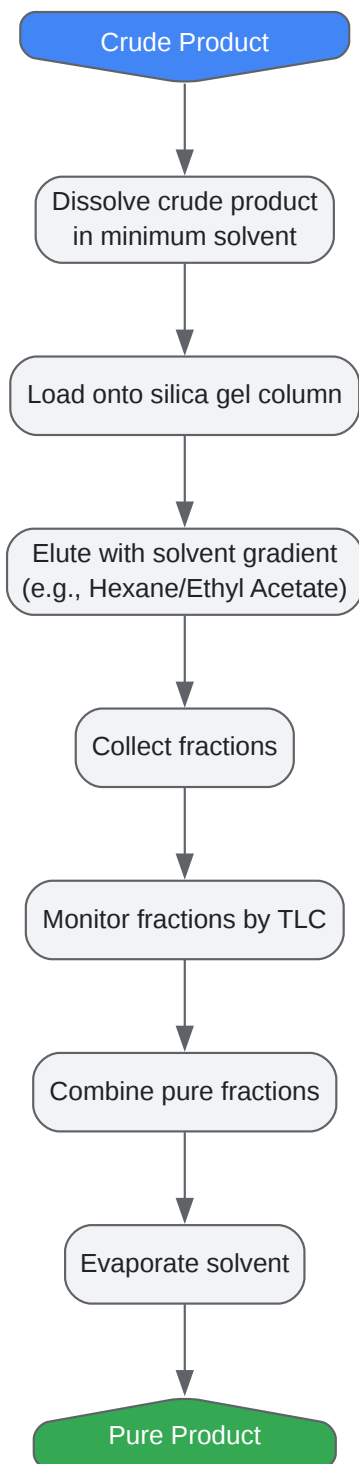 Crude Product
Dissolve crude product
in minimum solvent
Load onto silica gel column
Elute with solvent gradient
(e.g., Hexane/Ethyl Acetate)
Collect fractions
Monitor fractions by TLC
Combine pure fractions
Evaporate solvent
Pure Product